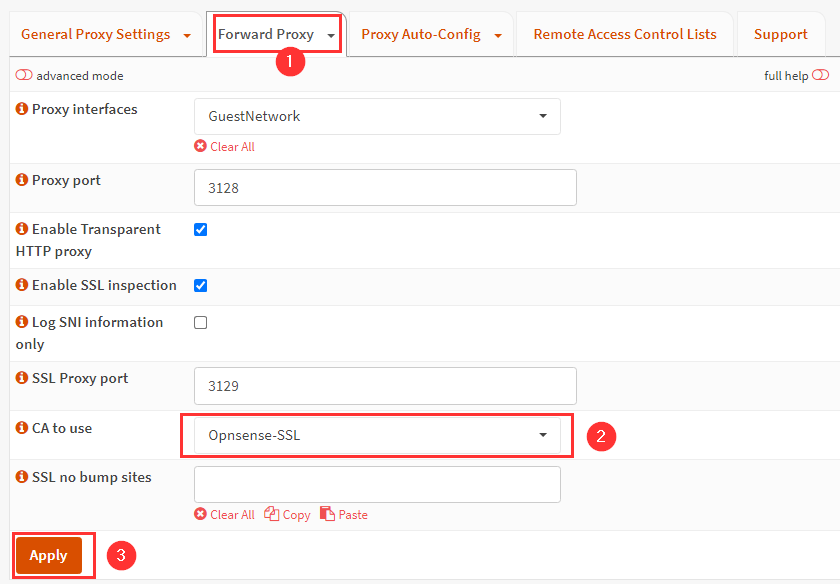 General Proxy Settings
Forward Proxy
Proxy Auto-Config
Remote Access Control Lists
Support
1
advanced mode
full help
Proxy interfaces
GuestNetwork
Clear All
Proxy port
3128
Enable Transparent
HTTP proxy
Enable SSL inspection
Log SNI information
only
SSL Proxy port
3129
CA to use
Opnsense-SSL
2
SSL no bump sites
Clear All
Copy
Paste
Apply
3